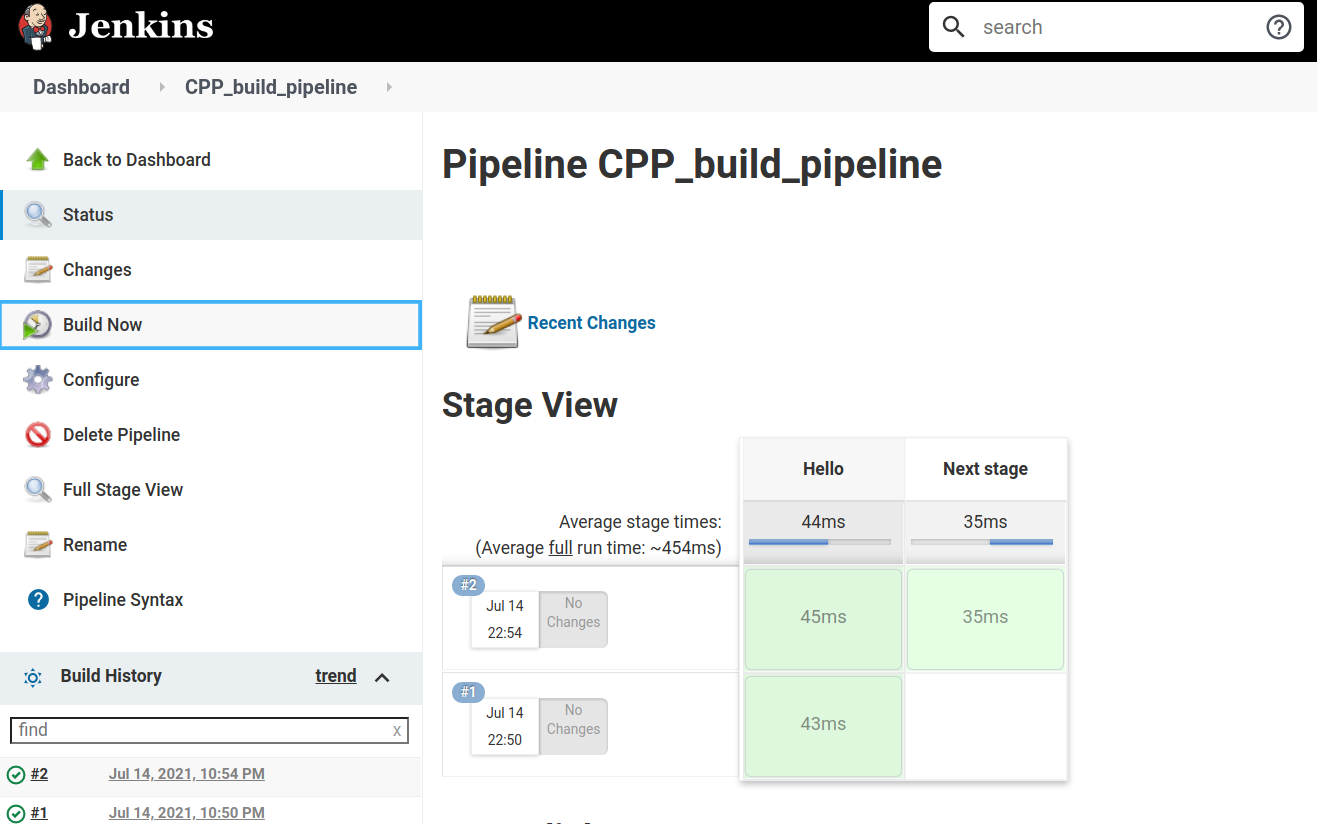 Jenkins
search
Dashboard
CPP_build_pipeline
Back to Dashboard
Status
Changes
Build Now
Configure
Delete Pipeline
Full Stage View
Rename
Pipeline Syntax
Build History
trend
find
x
#2
Jul 14, 2021, 10:54 PM
#1
Jul 14, 2021, 10:50 PM
Pipeline CPP_build_pipeline
Recent Changes
Stage View
Hello
Next stage
Average stage times:
(Average full run time: ~454ms)
44ms
35ms
#2
Jul 14
22:54
No
Changes
45ms
35ms
#1
Jul 14
22:50
No
Changes
43ms